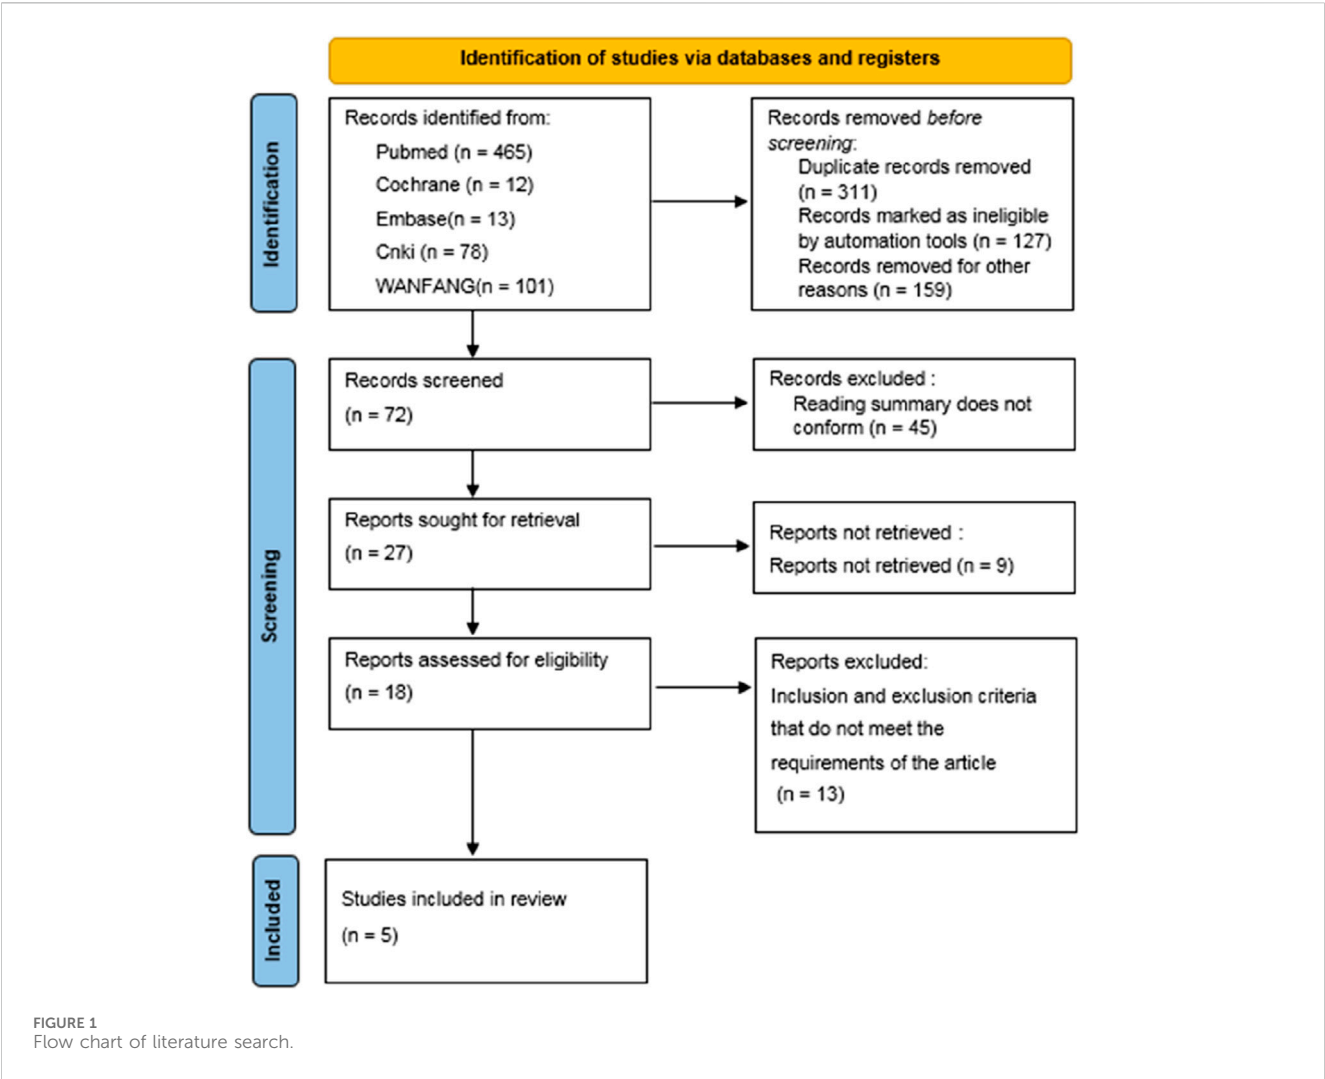 Identification of studies via databases and registers
Identification
Records identified from:
Pubmed (n = 465)
Cochrane (n = 12)
Embase(n = 13)
Cnki (n = 78)
WANFANG(n = 101)
Records removed before
screening:
Duplicate records removed
(n = 311)
Records marked as ineligible
by automation tools (n = 127)
Records removed for other
reasons (n = 159)
Screening
Records screened
(n = 72)
Records excluded :
Reading summary does not
conform (n = 45)
Reports sought for retrieval
(n = 27)
Reports not retrieved :
Reports not retrieved (n = 9)
Reports assessed for eligibility
(n = 18)
Reports excluded:
Inclusion and exclusion criteria
that do not meet the
requirements of the article
(n = 13)
Included
Studies included in review
(n = 5)
FIGURE 1
Flow chart of literature search.